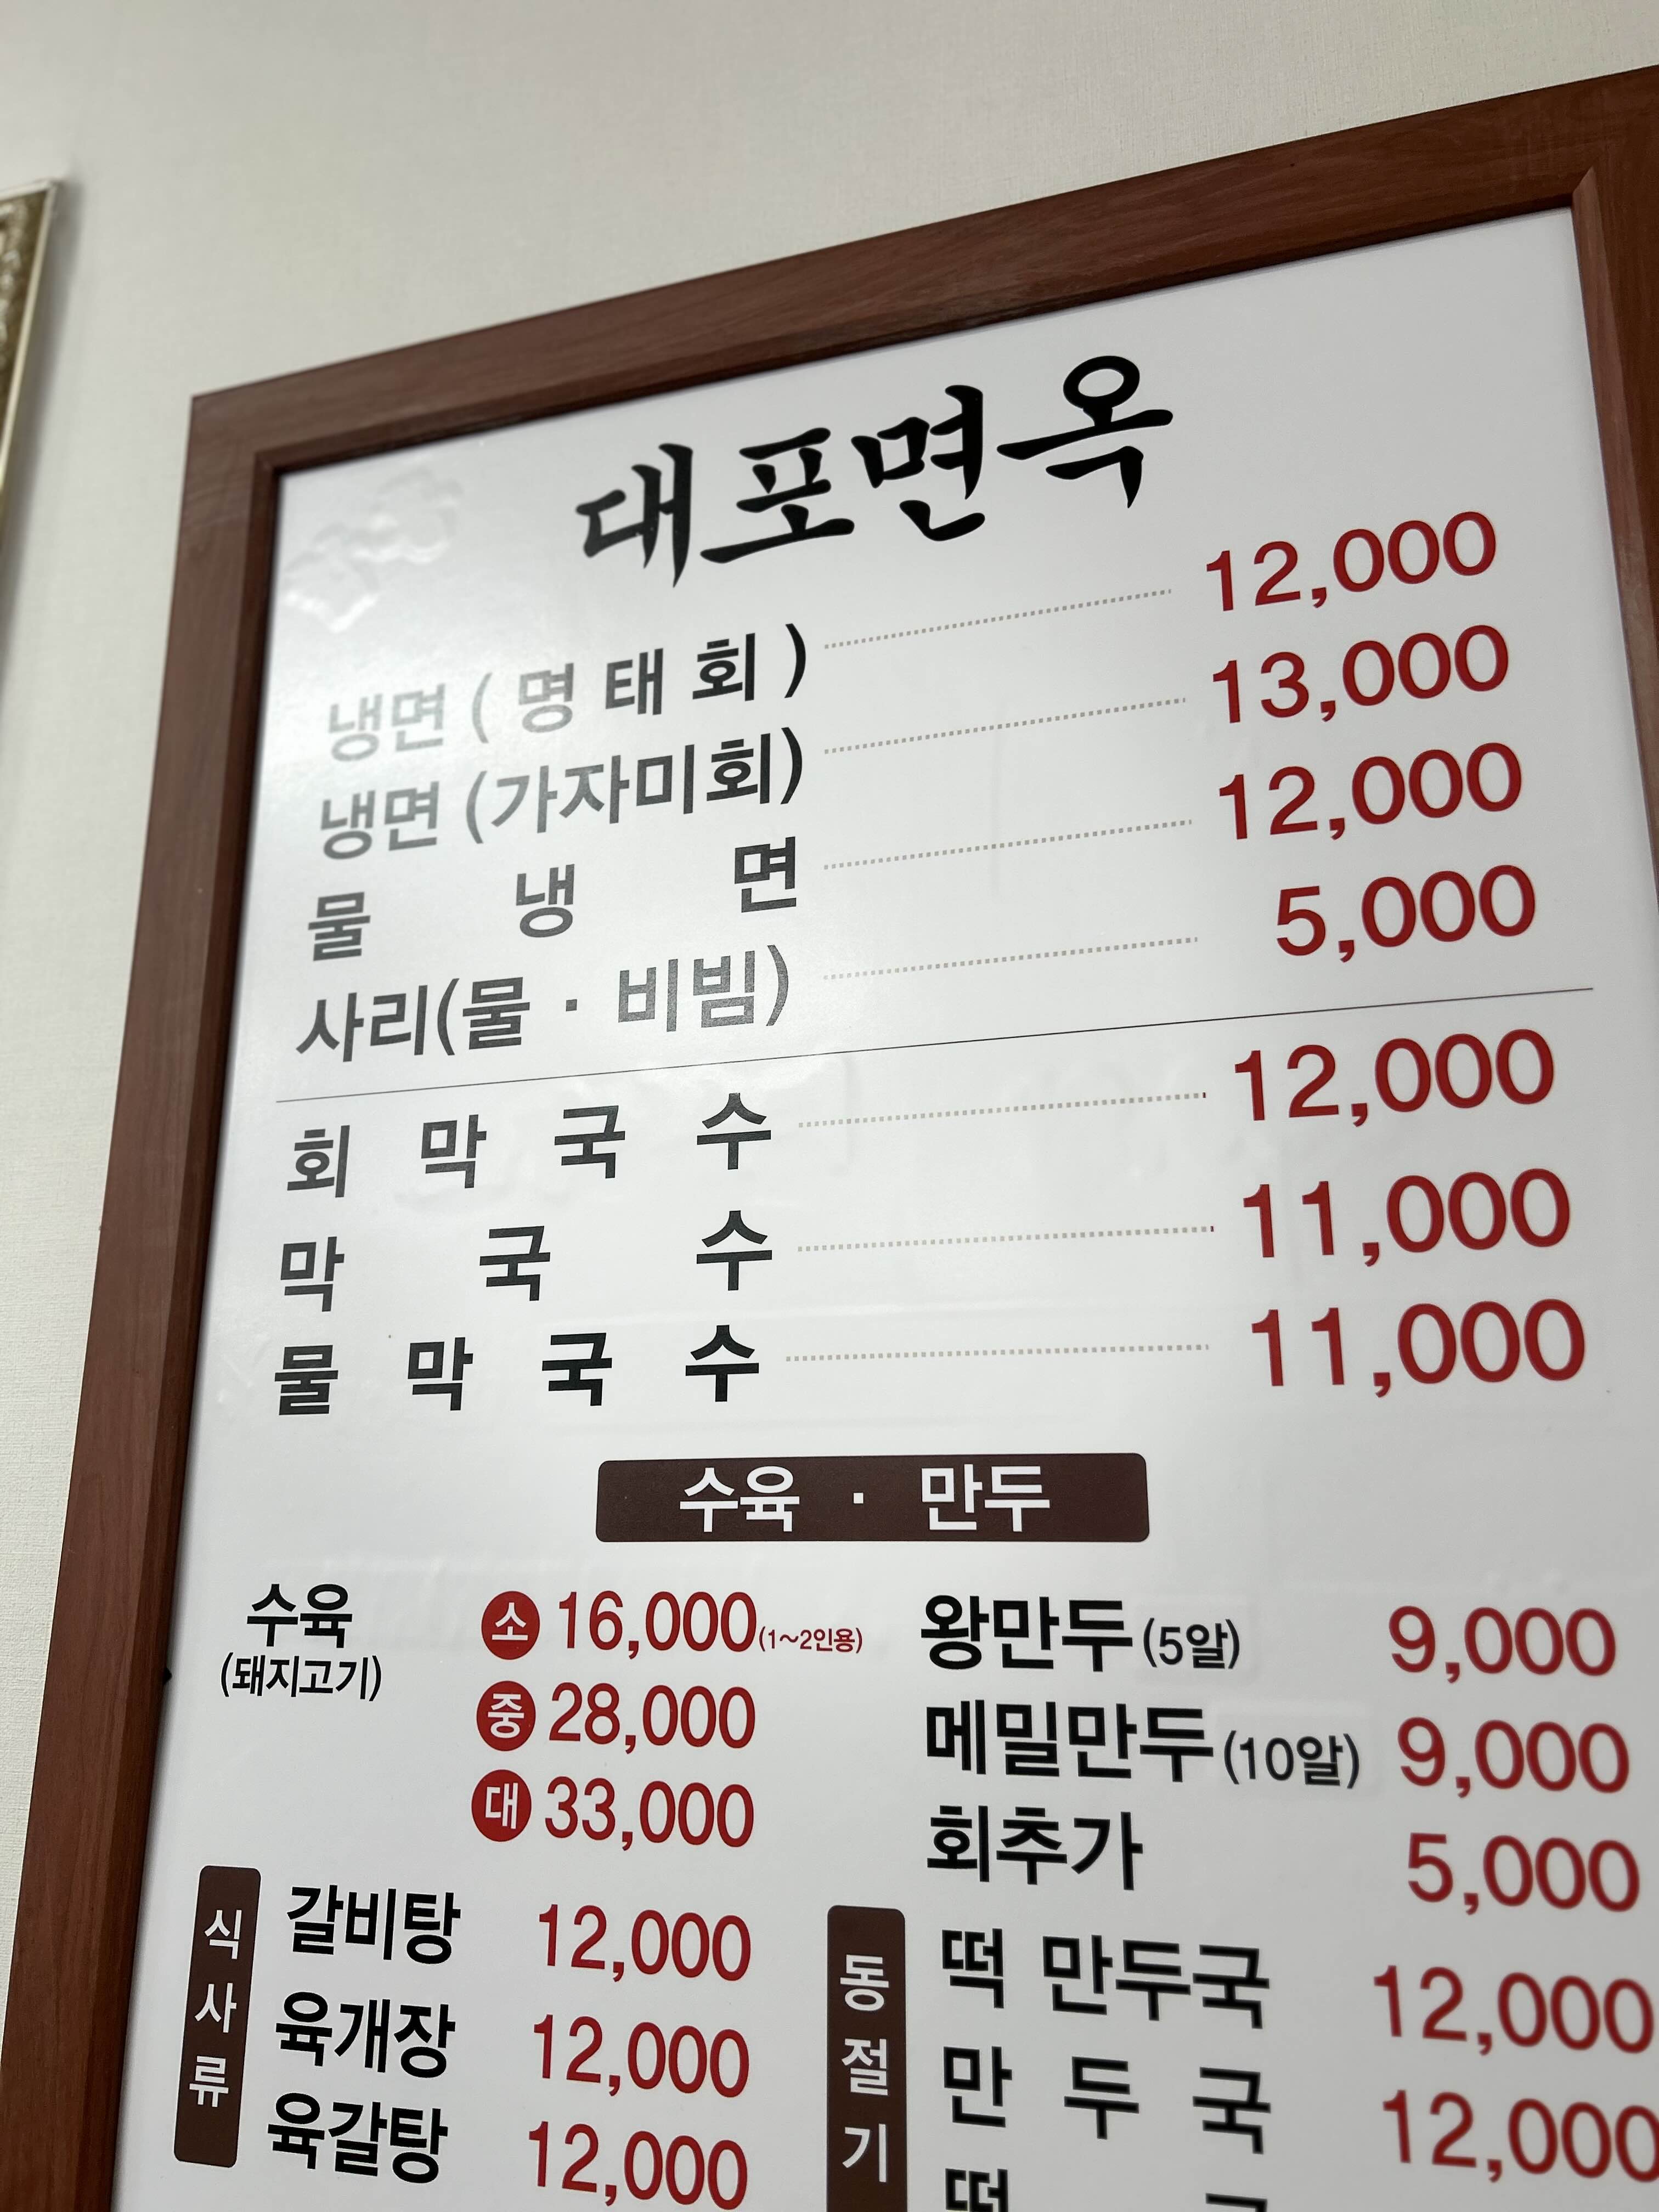 대포면옥
냉면 (명태회) 12,000
냉면 (가자미회) 13,000
물냉면 12,000
사리(물 · 비빔) 5,000
회막국수 12,000
막국수 11,000
물막국수 11,000
수육 · 만두
수육 소 16,000(1~2인용)
(돼지고기)
중 28,000
대 33,000
왕만두(5알) 9,000
메밀만두(10알) 9,000
회추가 5,000
식사류
갈비탕 12,000
육개장 12,000
육갈탕 12,000
동절기
떡 만두국 12,000
만두국 12,000
떡